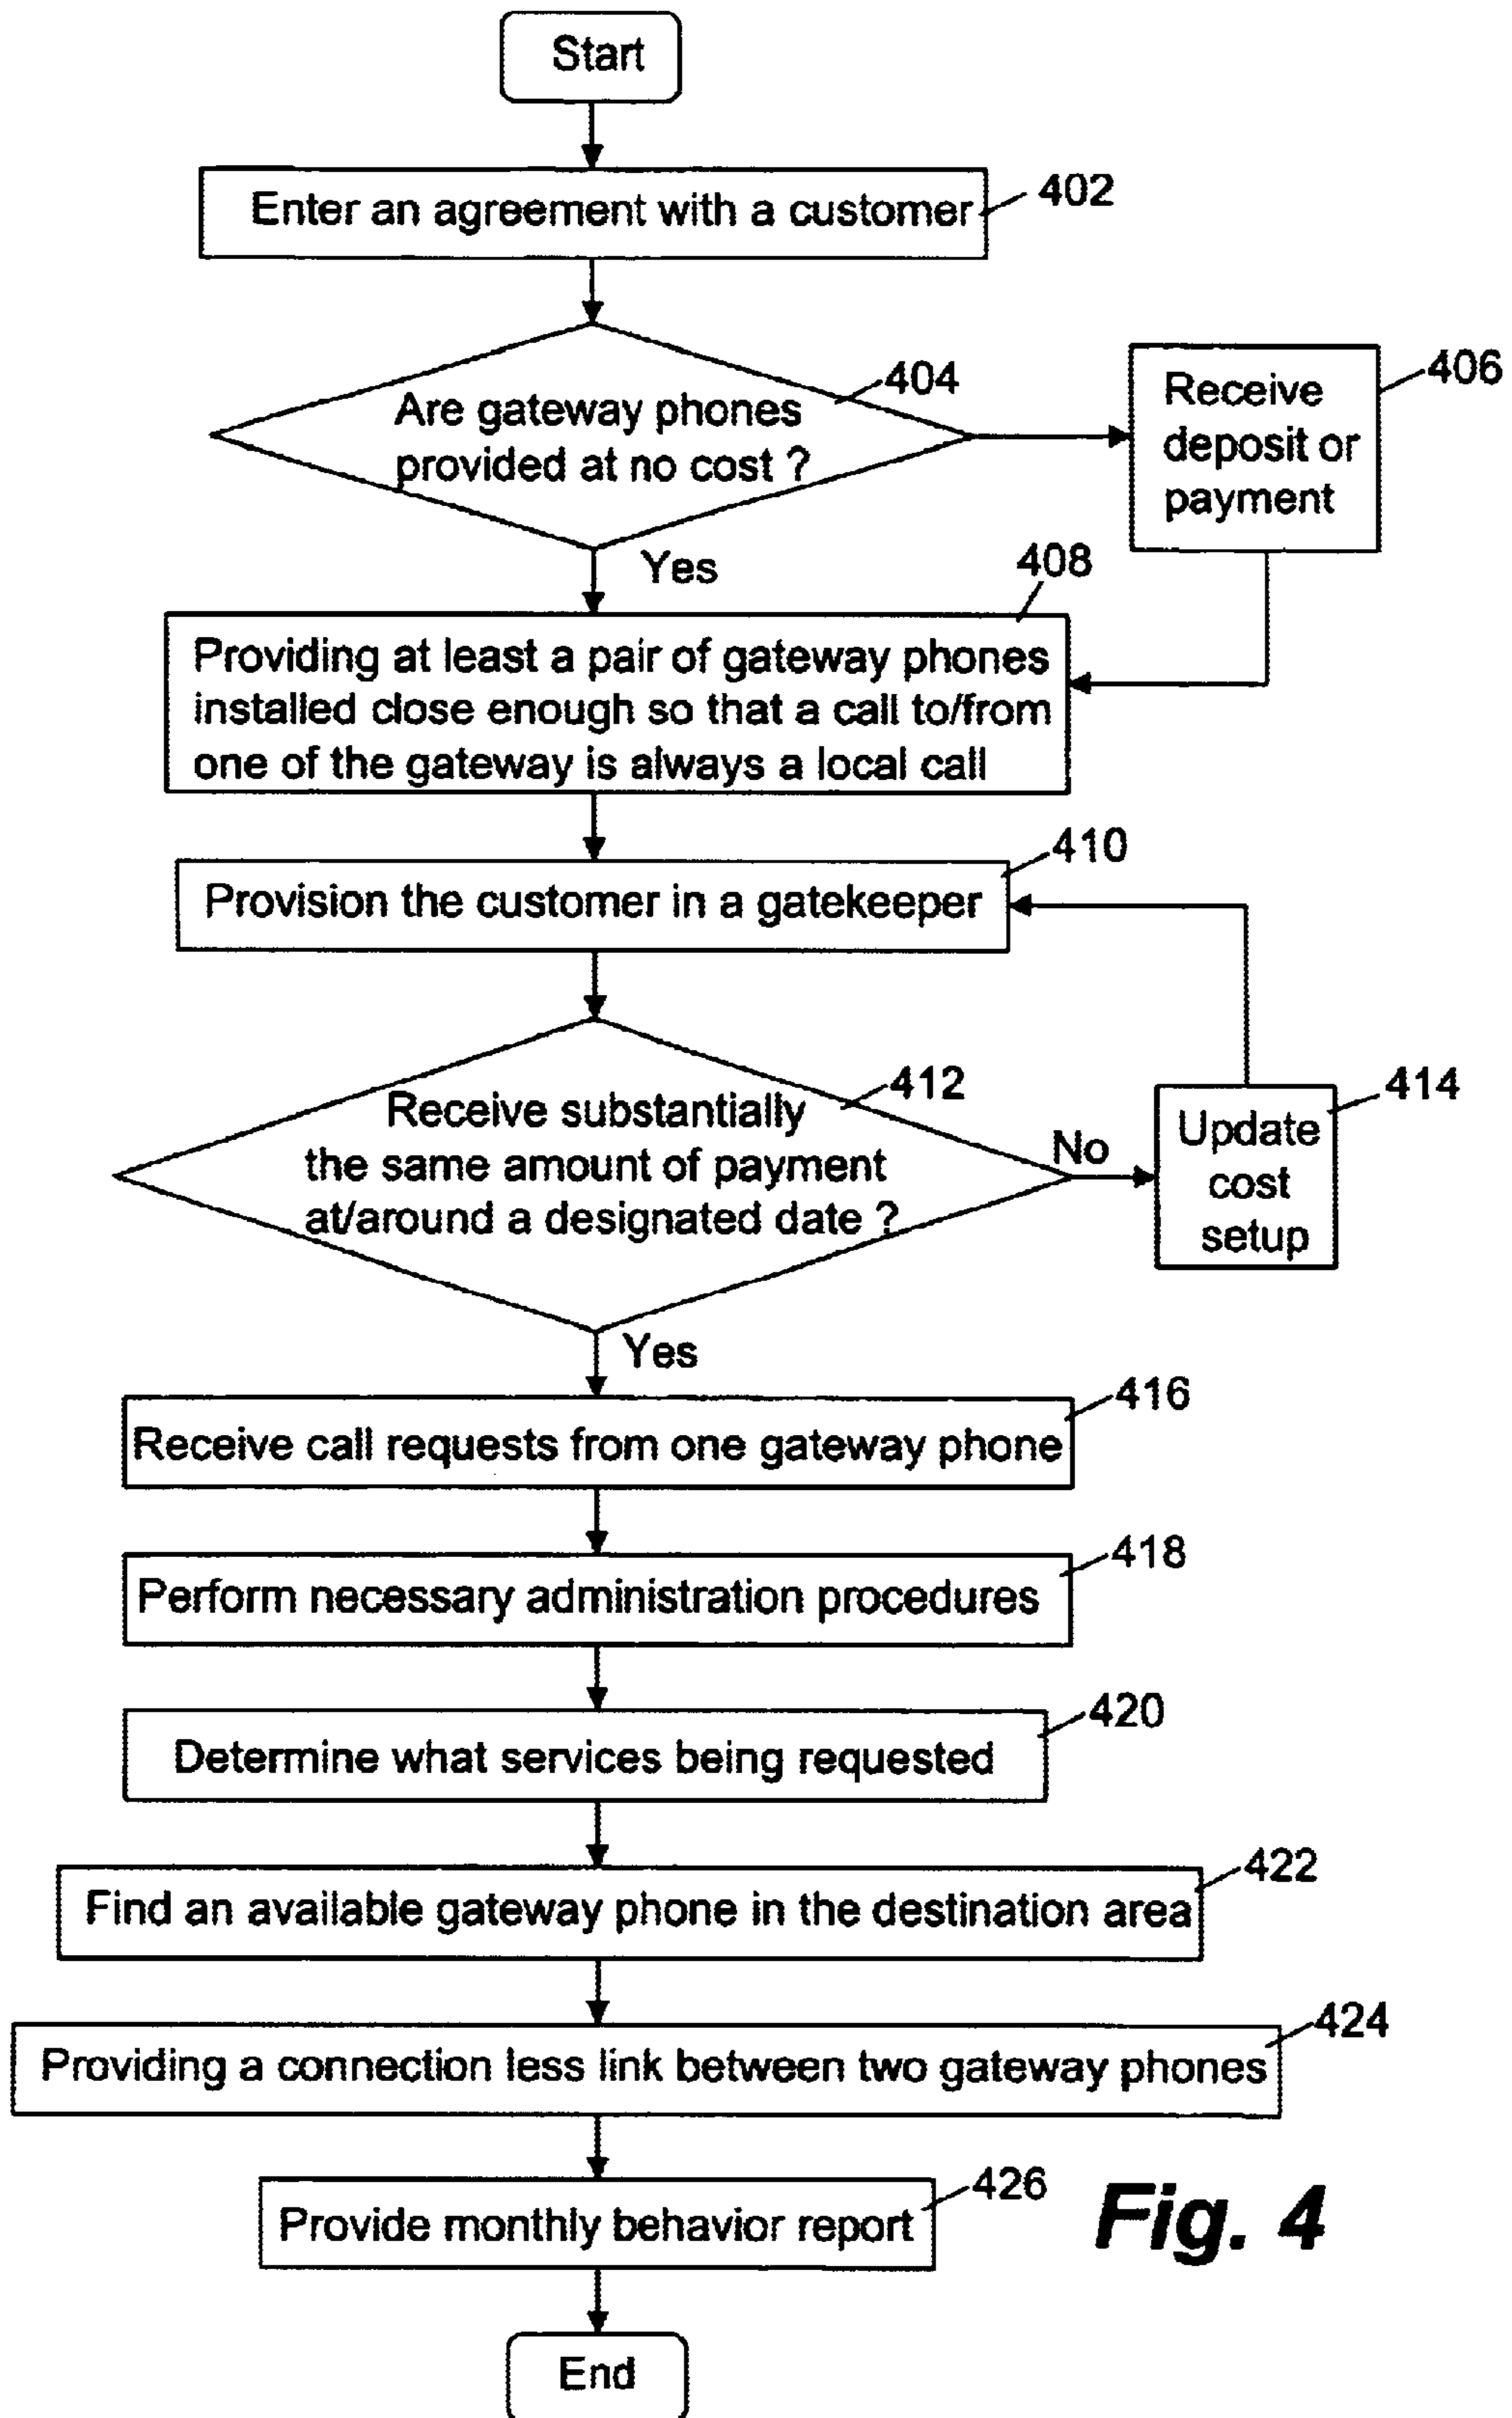 Start
Enter an agreement with a customer
402
404
Are gateway phones
provided at no cost ?
406
Receive
deposit or
payment
Yes
408
Providing at least a pair of gateway phones
installed close enough so that a call to/from
one of the gateway is always a local call
410
Provision the customer in a gatekeeper
412
Receive substantially
the same amount of payment
at/around a designated date ?
No
414
Update
cost
setup
Yes
416
Receive call requests from one gateway phone
418
Perform necessary administration procedures
420
Determine what services being requested
422
Find an available gateway phone in the destination area
424
Providing a connection less link between two gateway phones
426
Provide monthly behavior report
Fig. 4
End